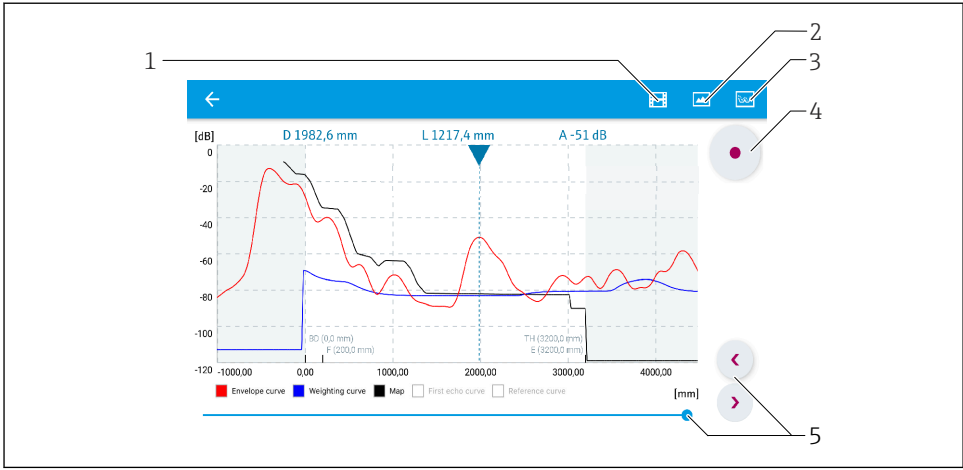 1
2
3
4
[dB] D 1982,6 mm L 1217,4 mm A -51 dB
0
-20
-40
-60
-80
-100
BD (0,0 mm) TH (3200,0 mm)
F (200,0 mm) E (3200,0 mm)
-120 -1000,00 0,00 1000,00 2000,00 3000,00 4000,00
Envelope curve Weighting curve Map First echo curve Reference curve [mm]
5